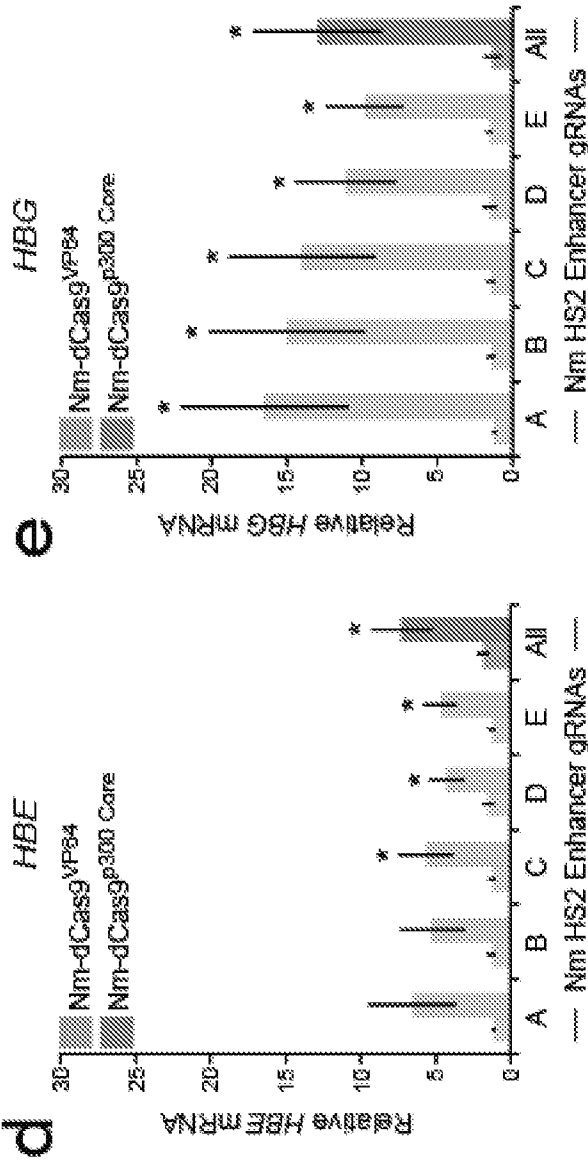 d
HBE
Nm-dCas9VP64
Nm-dCas9p300 Core
Relative HBE mRNA
30
25
20
15
10
5
0
*
*
*
*
A B C D E All
Nm HS2 Enhancer gRNAs
e
HBG
Nm-dCas9VP64
Nm-dCas9p300 Core
Relative HBG mRNA
30
25
20
15
10
5
0
*
*
*
*
*
*
A B C D E All
Nm HS2 Enhancer gRNAs